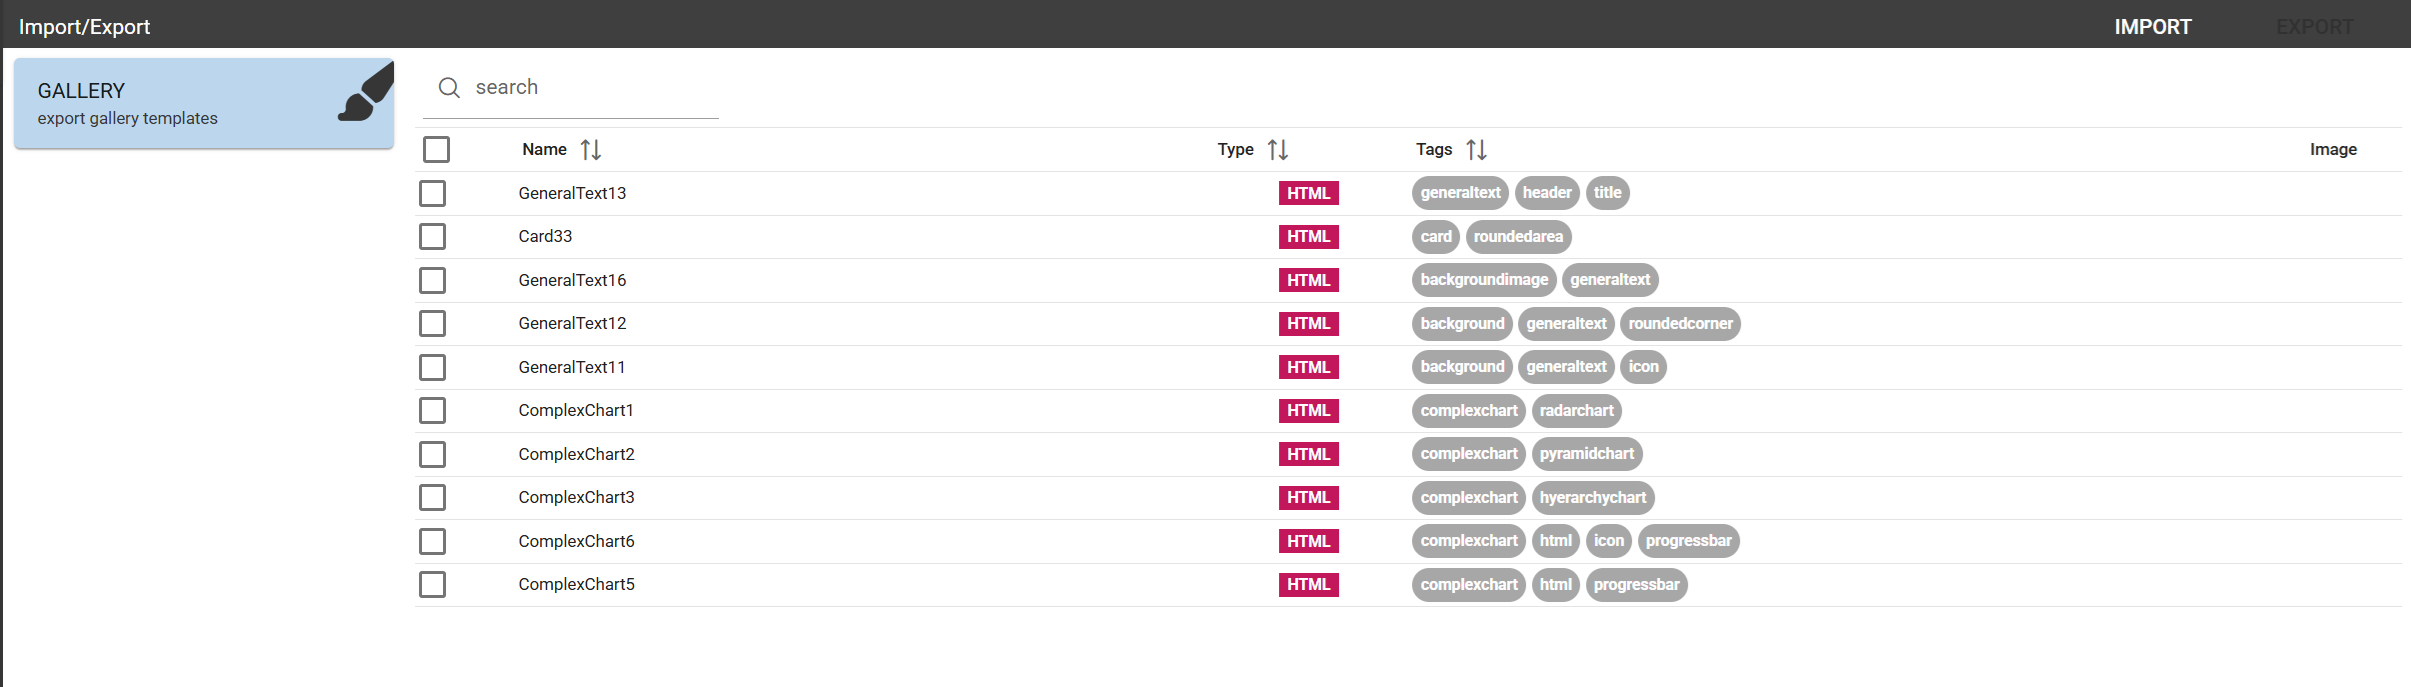 Import/Export IMPORT EXPORT
GALLERY
export gallery templates
search
Name Type Tags Image
GeneralText13 HTML generaltext header title
Card33 HTML card roundedarea
GeneralText16 HTML backgroundimage generaltext
GeneralText12 HTML background generaltext roundedcorner
GeneralText11 HTML background generaltext icon
ComplexChart1 HTML complexchart radarchart
ComplexChart2 HTML complexchart pyramidchart
ComplexChart3 HTML complexchart hyerarchychart
ComplexChart6 HTML complexchart html icon progressbar
ComplexChart5 HTML complexchart html progressbar